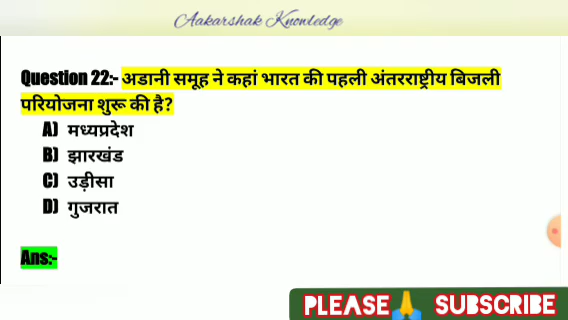 Aakarshak Knowledge
Question 22:- अडानी समूह ने कहां भारत की पहली अंतरराष्ट्रीय बिजली
परियोजना शुरू की है?
A) मध्यप्रदेश
B) झारखंड
C) उड़ीसा
D) गुजरात
Ans:-
PLEASE🙏 SUBSCRIBE